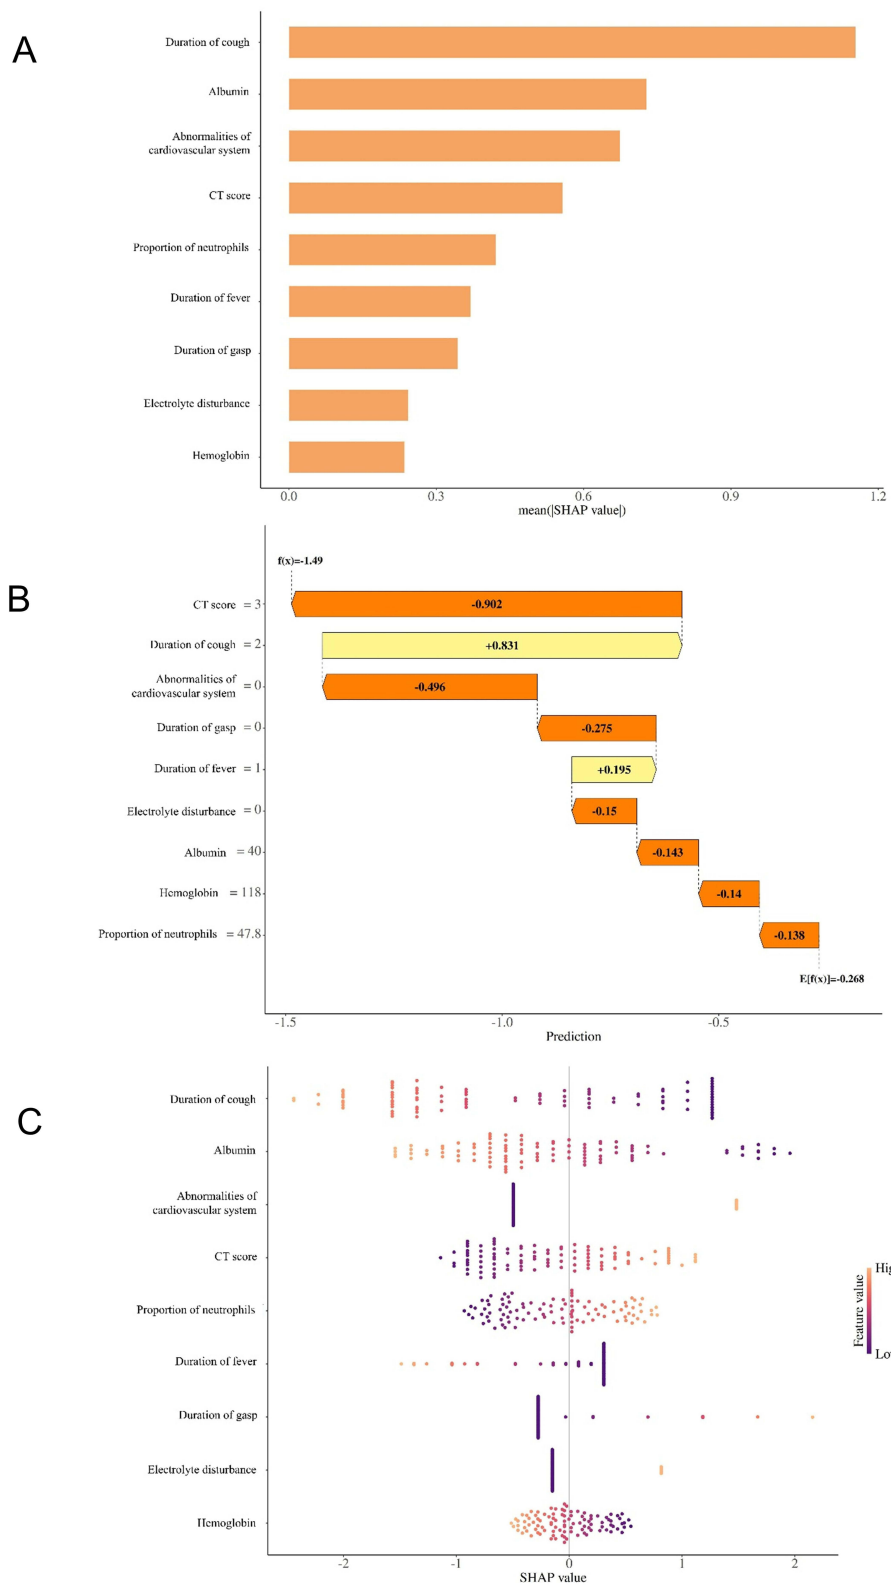 A
Duration of cough
Albumin
Abnormalities of
cardiovascular system
CT score
Proportion of neutrophils
Duration of fever
Duration of gasp
Electrolyte disturbance
Hemoglobin
0.0 0.3 0.6 0.9 1.2
mean(|SHAP value|)
B
f(x)=-1.49
CT score = 3 -0.902
Duration of cough = 2 +0.831
Abnormalities of
cardiovascular system = 0 -0.496
Duration of gasp = 0 -0.275
Duration of fever = 1 +0.195
Electrolyte disturbance = 0 -0.15
Albumin = 40 -0.143
Hemoglobin = 118 -0.14
Proportion of neutrophils = 47.8 -0.138
E[f(x)]=-0.268
-1.5 -1.0 -0.5
Prediction
C
Duration of cough
Albumin
Abnormalities of
cardiovascular system
CT score
Proportion of neutrophils
Duration of fever
Duration of gasp
Electrolyte disturbance
Hemoglobin
Feature value
-2 -1 0 1 2
SHAP value